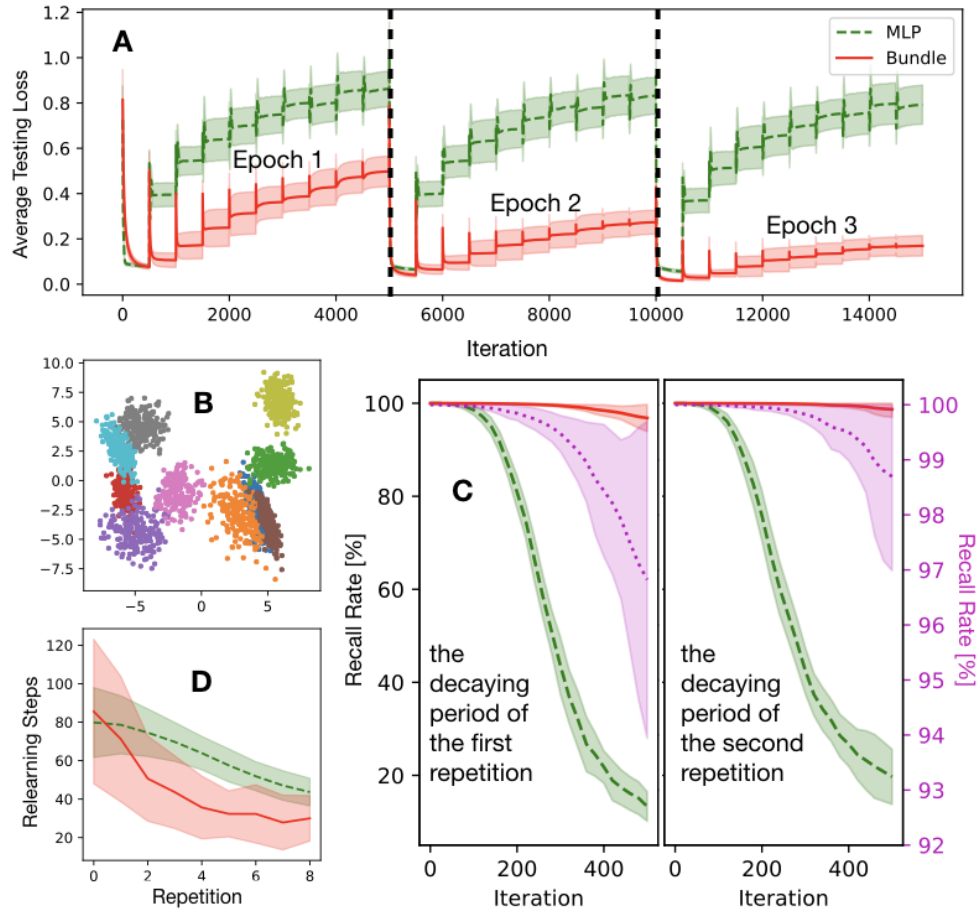 A
MLP
Bundle
Average Testing Loss
1.2
1.0
0.8
0.6
0.4
0.2
0.0
Epoch 1
Epoch 2
Epoch 3
0 2000 4000 6000 8000 10000 12000 14000
Iteration
B
10.0
7.5
5.0
2.5
0.0
−2.5
−5.0
−7.5
−5 0 5
C
Recall Rate [%]
100
80
60
40
20
the
decaying
period of
the first
repetition
0 200 400
Iteration
the
decaying
period of
the second
repetition
0 200 400
Iteration
100
99
98
97
96
95
94
93
92
Recall Rate [%]
D
Relearning Steps
120
100
80
60
40
20
0 2 4 6 8
Repetition